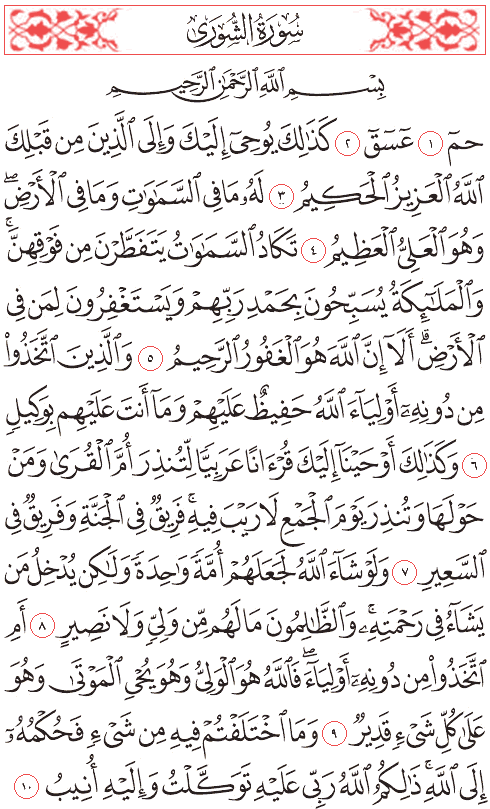 سُورَةُ الشُّورَىٰ
بِسْمِ ٱللَّهِ ٱلرَّحْمَٰنِ ٱلرَّحِيمِ
حمٓ ١ عٓسٓقٓ ٢ كَذَٰلِكَ يُوحِىٓ إِلَيْكَ وَإِلَى ٱلَّذِينَ مِن قَبْلِكَ
ٱللَّهُ ٱلْعَزِيزُ ٱلْحَكِيمُ ٣ لَهُۥ مَا فِى ٱلسَّمَٰوَٰتِ وَمَا فِى ٱلْأَرْضِۖ
وَهُوَ ٱلْعَلِىُّ ٱلْعَظِيمُ ٤ تَكَادُ ٱلسَّمَٰوَٰتُ يَتَفَطَّرْنَ مِن فَوْقِهِنَّۚ
وَٱلْمَلَٰٓئِكَةُ يُسَبِّحُونَ بِحَمْدِ رَبِّهِمْ وَيَسْتَغْفِرُونَ لِمَن فِى
ٱلْأَرْضِۗ أَلَآ إِنَّ ٱللَّهَ هُوَ ٱلْغَفُورُ ٱلرَّحِيمُ ٥ وَٱلَّذِينَ ٱتَّخَذُوا۟
مِن دُونِهِۦٓ أَوْلِيَآءَ ٱللَّهُ حَفِيظٌ عَلَيْهِمْ وَمَآ أَنتَ عَلَيْهِم بِوَكِيلٍ
٦ وَكَذَٰلِكَ أَوْحَيْنَآ إِلَيْكَ قُرْءَانًا عَرَبِيًّا لِّتُنذِرَ أُمَّ ٱلْقُرَىٰ وَمَنْ
حَوْلَهَا وَتُنذِرَ يَوْمَ ٱلْجَمْعِ لَا رَيْبَ فِيهِۚ فَرِيقٌ فِى ٱلْجَنَّةِ وَفَرِيقٌ فِى
ٱلسَّعِيرِ ٧ وَلَوْ شَآءَ ٱللَّهُ لَجَعَلَهُمْ أُمَّةً وَٰحِدَةً وَلَٰكِن يُدْخِلُ مَن
يَشَآءُ فِى رَحْمَتِهِۦۚ وَٱلظَّٰلِمُونَ مَا لَهُم مِّن وَلِىٍّ وَلَا نَصِيرٍ ٨ أَمِ
ٱتَّخَذُوا۟ مِن دُونِهِۦٓ أَوْلِيَآءَۖ فَٱللَّهُ هُوَ ٱلْوَلِىُّ وَهُوَ يُحْىِ ٱلْمَوْتَىٰ وَهُوَ
عَلَىٰ كُلِّ شَىْءٍ قَدِيرٌ ٩ وَمَا ٱخْتَلَفْتُمْ فِيهِ مِن شَىْءٍ فَحُكْمُهُۥٓ
إِلَى ٱللَّهِۚ ذَٰلِكُمُ ٱللَّهُ رَبِّى عَلَيْهِ تَوَكَّلْتُ وَإِلَيْهِ أُنِيبُ ١٠